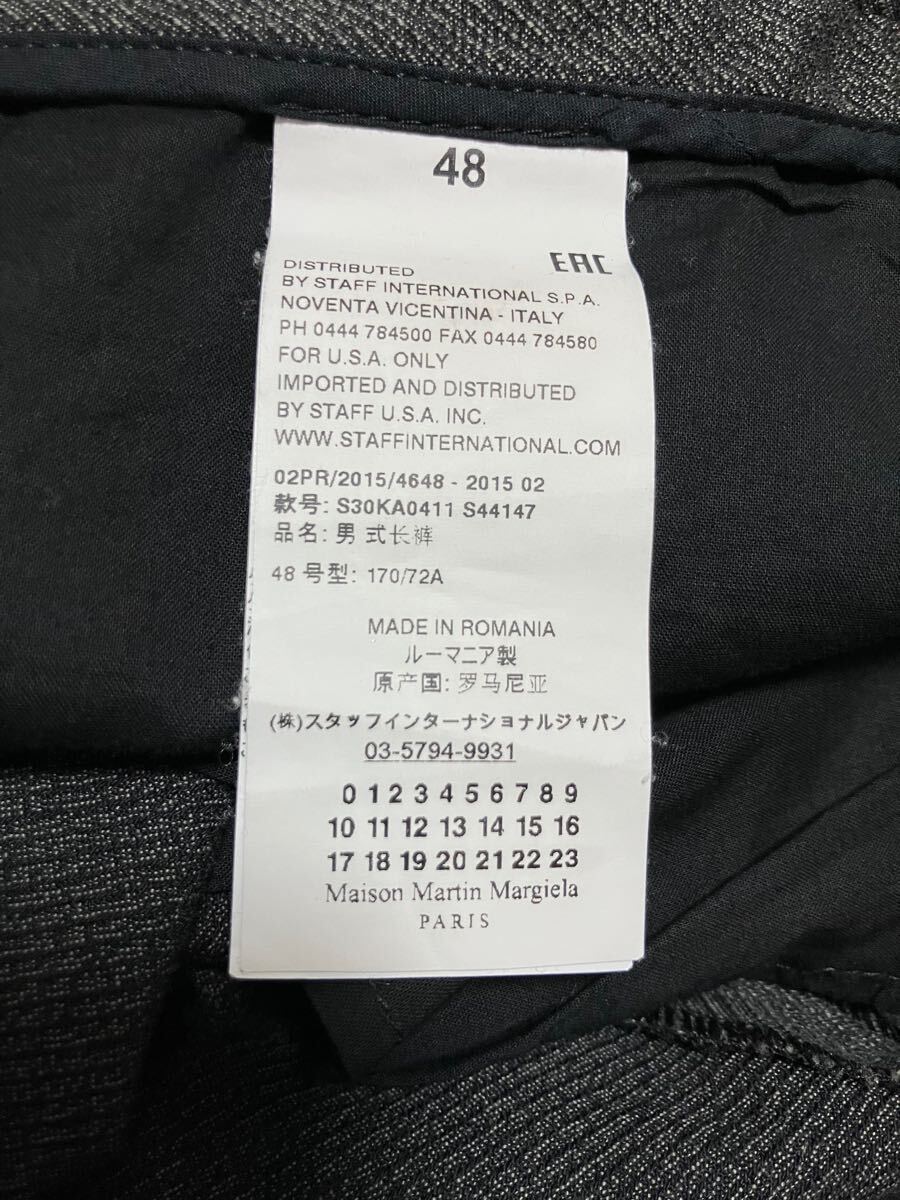 48
EAC
DISTRIBUTED
BY STAFF INTERNATIONAL S.P.A.
NOVENTA VICENTINA - ITALY
PH 0444 784500 FAX 0444 784580
FOR U.S.A. ONLY
IMPORTED AND DISTRIBUTED
BY STAFF U.S.A. INC.
WWW.STAFFINTERNATIONAL.COM
02PR/2015/4648 - 2015 02
款号: S30KA0411 S44147
品名: 男 式长裤
48 号型: 170/72A
MADE IN ROMANIA
ルーマニア製
原产国: 罗马尼亚
(株)スタッフインターナショナルジャパン
03-5794-9931
0 1 2 3 4 5 6 7 8 9
10 11 12 13 14 15 16
17 18 19 20 21 22 23
Maison Martin Margiela
PARIS